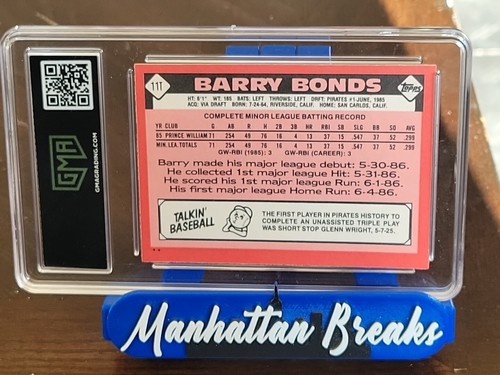 11T
BARRY BONDS
Topps
HT: 6'1" WT: 185 BATS: LEFT THROWS: LEFT DRFT: PIRATES #1-JUNE, 1985
ACQ: VIA DRAFT BORN: 7-24-64, RIVERSIDE, CALIF. HOME: SAN CARLOS, CALIF.
COMPLETE MINOR LEAGUE BATTING RECORD
YR CLUB G AB R H 2B 3B HR RBI SB SLG BB SO AVG
85 PRINCE WILLIAM 71 254 49 76 16 4 13 37 15 .547 37 52 .299
MIN. LEA. TOTALS 71 254 49 76 16 4 13 37 15 .547 37 52 .299
GW-RBI (1985): 3 GW-RBI (CAREER): 3
Barry made his major league debut: 5-30-86.
He collected 1st major league Hit: 5-31-86.
He scored his 1st major league Run: 6-1-86.
His first major league Home Run: 6-4-86.
TALKIN'
BASEBALL
THE FIRST PLAYER IN PIRATES HISTORY TO
COMPLETE AN UNASSISTED TRIPLE PLAY
WAS SHORT STOP GLENN WRIGHT, 5-7-25.
GMA
GMAGRADING.COM
Manhattan Breaks